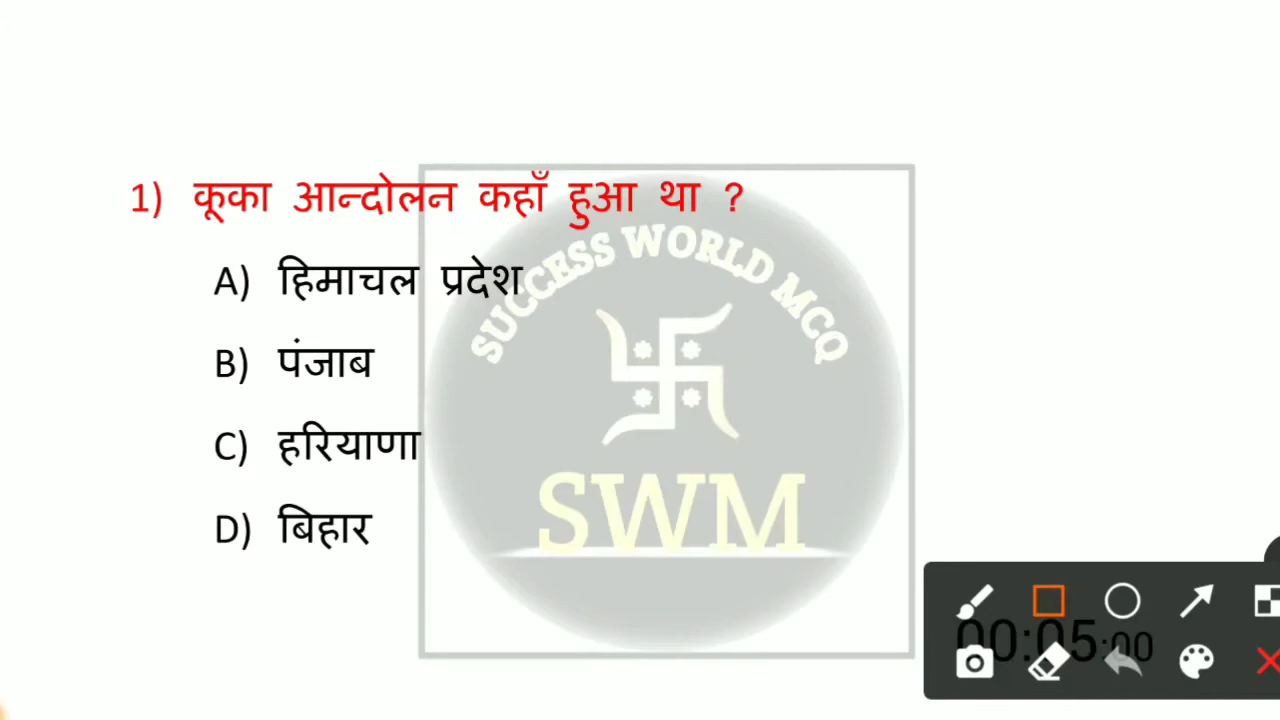 1) कूका आन्दोलन कहाँ हुआ था ?
A) हिमाचल प्रदेश
B) पंजाब
C) हरियाणा
D) बिहार
SUCCESS WORLD MCQ
SWM
00:05:00